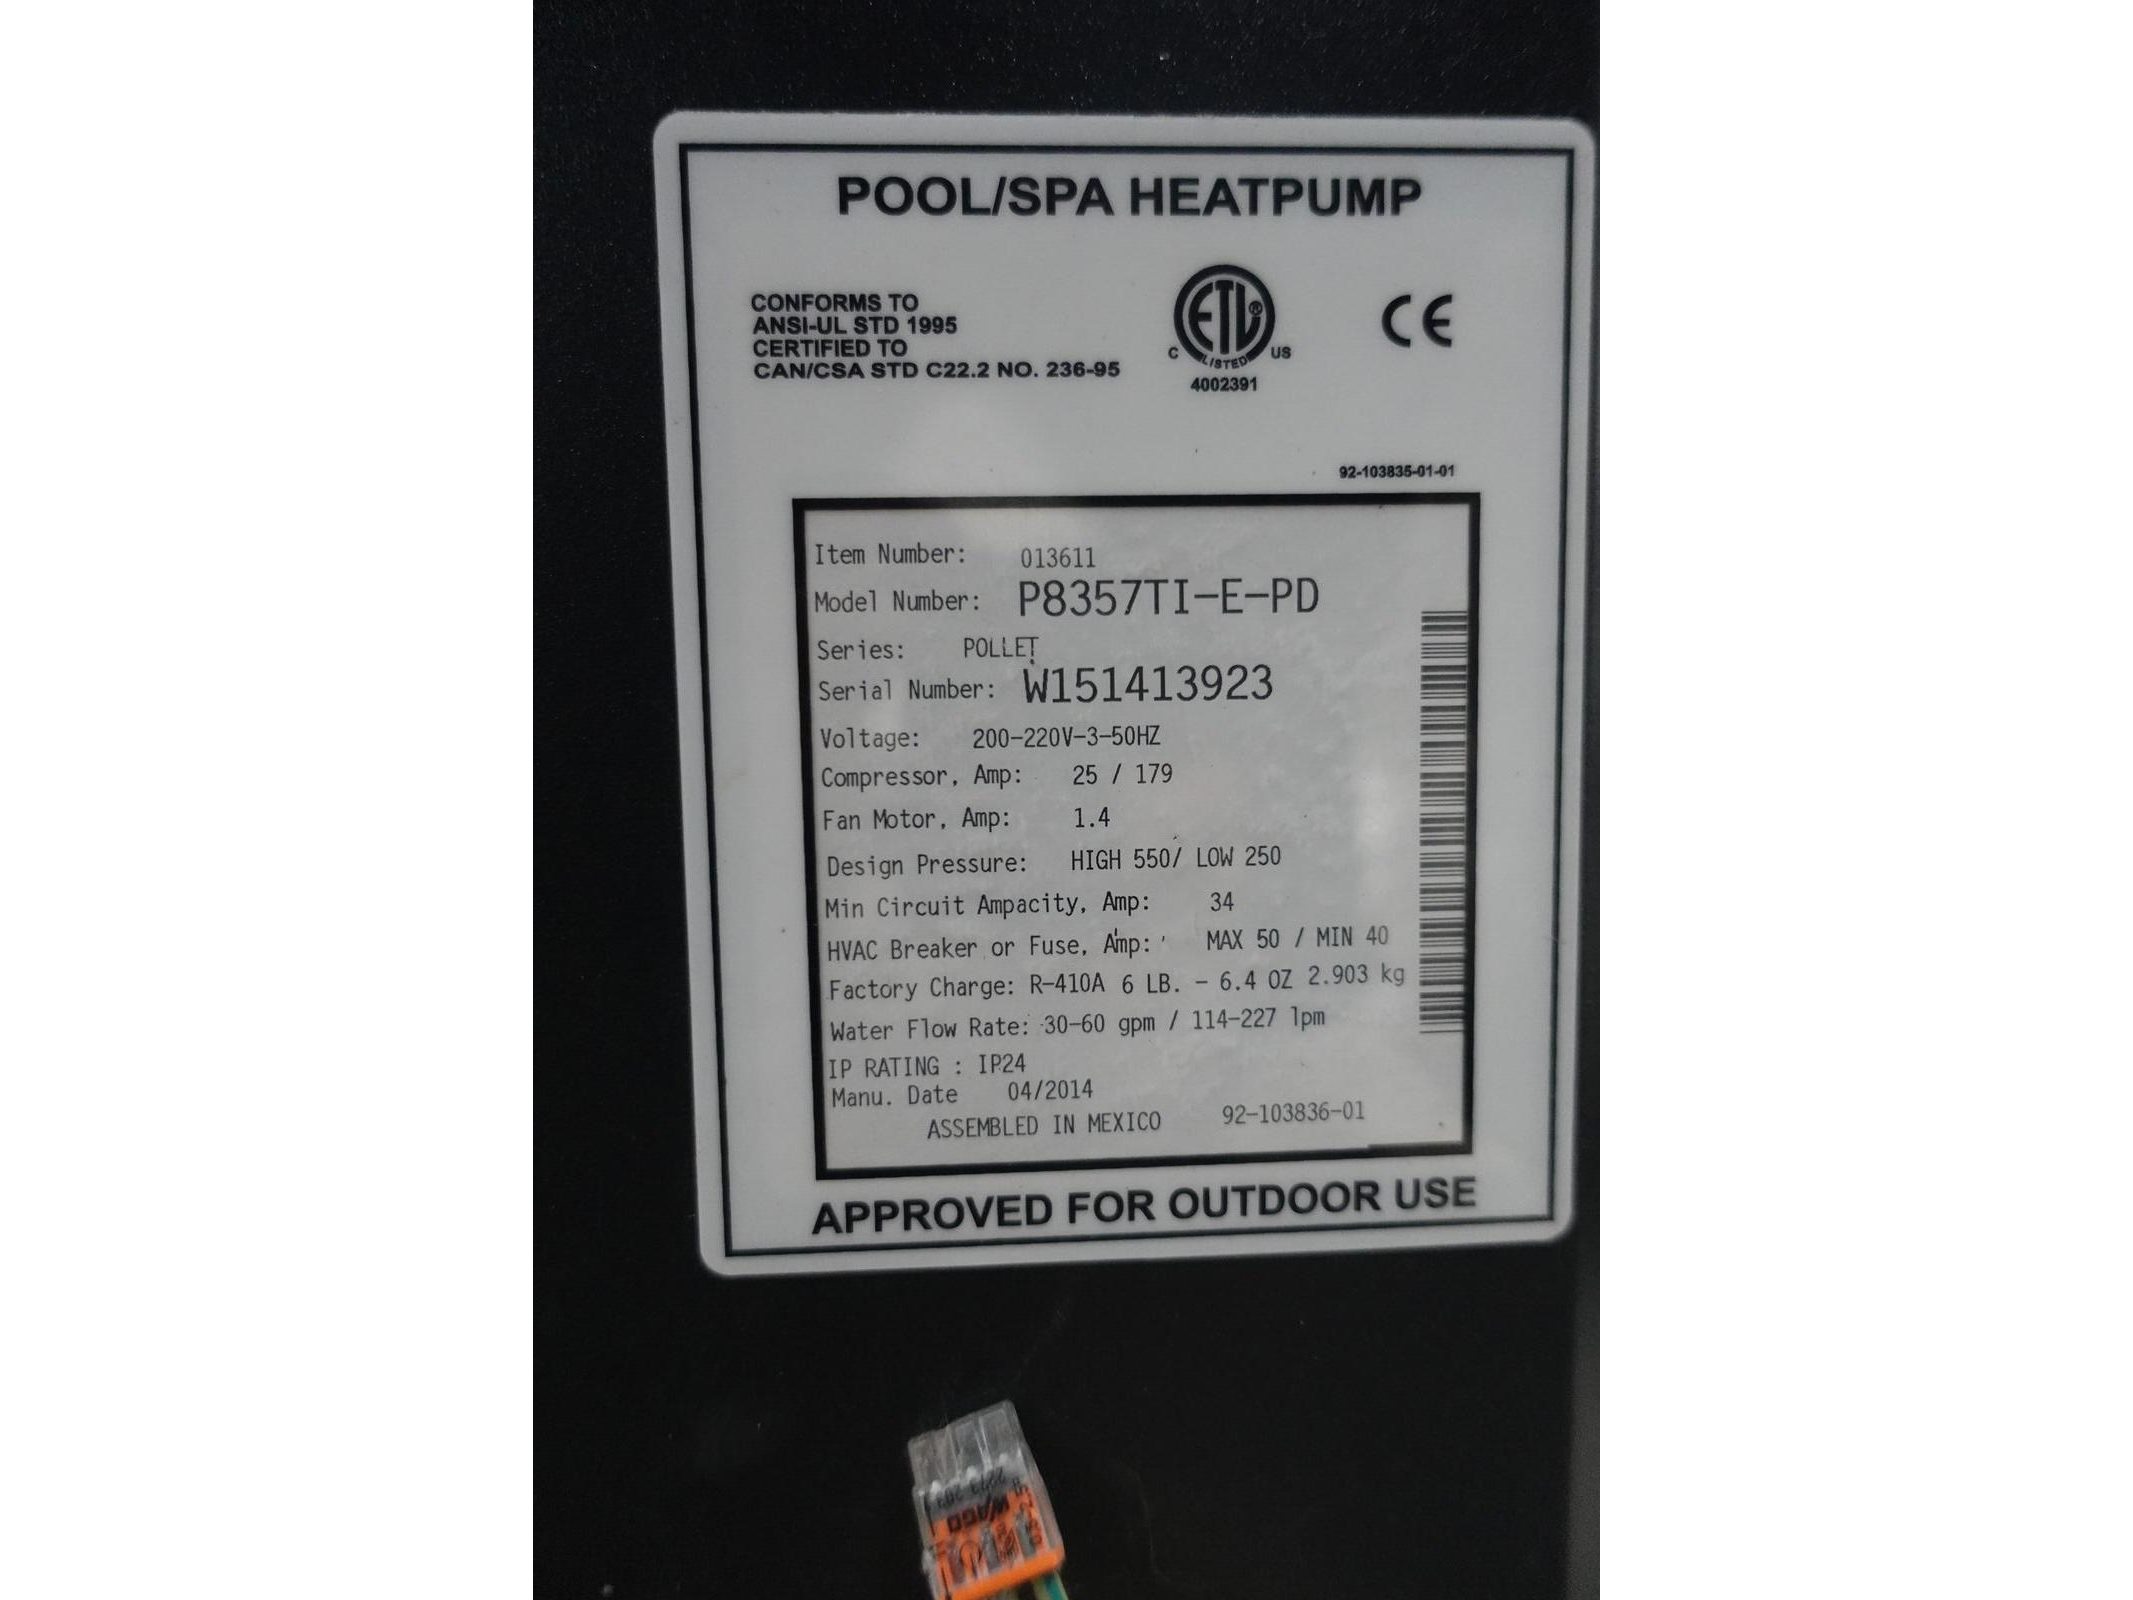 POOL/SPA HEATPUMP
CONFORMS TO
ANSI-UL STD 1995
CERTIFIED TO
CAN/CSA STD C22.2 NO. 236-95
ETL®
C LISTED US
4002391
CE
92-103835-01-01
Item Number: 013611
Model Number: P8357TI-E-PD
Series: POLLET
Serial Number: W151413923
Voltage: 200-220V-3-50HZ
Compressor, Amp: 25 / 179
Fan Motor, Amp: 1.4
Design Pressure: HIGH 550/ LOW 250
Min Circuit Ampacity, Amp: 34
HVAC Breaker or Fuse, Amp: MAX 50 / MIN 40
Factory Charge: R-410A 6 LB. - 6.4 OZ 2.903 kg
Water Flow Rate: 30-60 gpm / 114-227 lpm
IP RATING : IP24
Manu. Date 04/2014
ASSEMBLED IN MEXICO 92-103836-01
APPROVED FOR OUTDOOR USE
WAGO